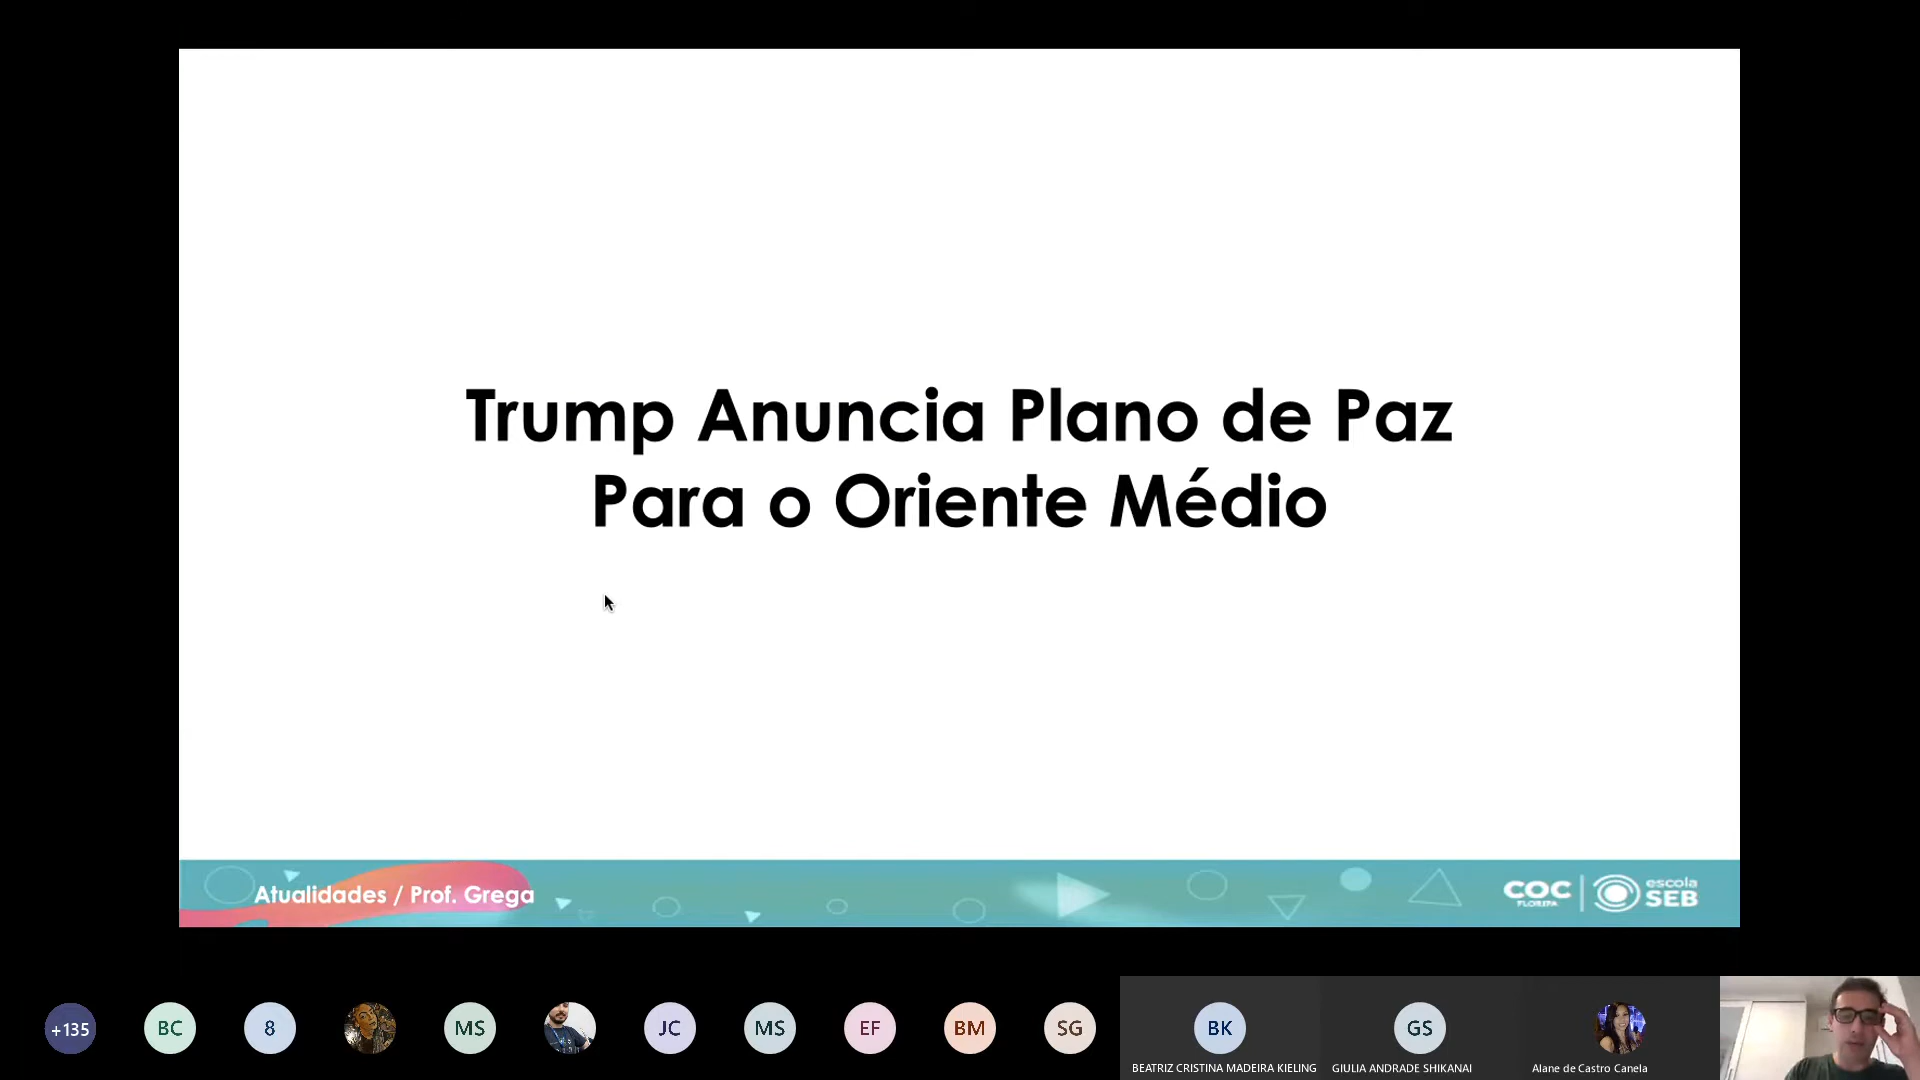 Trump Anuncia Plano de Paz
Para o Oriente Médio
Atualidades / Prof. Grega
COC
FLORIPA
escola
SEB
+135
BC
8
MS
JC
MS
EF
BM
SG
BK
GS
BEATRIZ CRISTINA MADEIRA KIELING
GIULIA ANDRADE SHIKANAI
Alane de Castro Canela